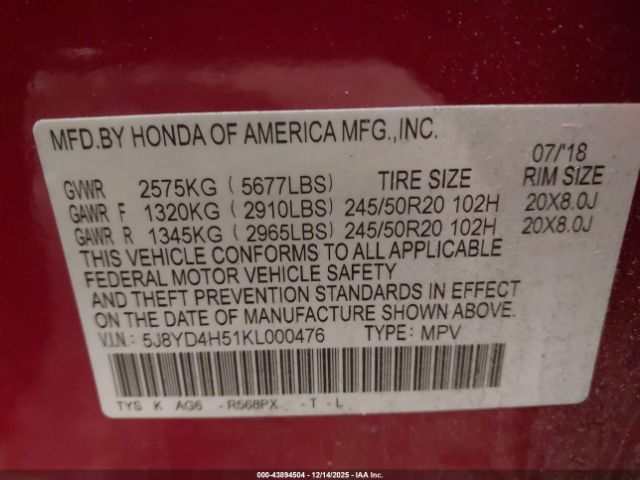 MFD.BY HONDA OF AMERICA MFG.,INC.
07/'18
GVWR 2575KG ( 5677LBS) TIRE SIZE RIM SIZE
GAWR F 1320KG ( 2910LBS) 245/50R20 102H 20X8.0J
GAWR R 1345KG ( 2965LBS) 245/50R20 102H 20X8.0J
THIS VEHICLE CONFORMS TO ALL APPLICABLE
FEDERAL MOTOR VEHICLE SAFETY
AND THEFT PREVENTION STANDARDS IN EFFECT
ON THE DATE OF MANUFACTURE SHOWN ABOVE.
V.I.N.: 5J8YD4H51KL000476 TYPE: MPV
TYS K AG6 -R568PX -T -L
000-43894504 - 12/14/2025 - IAA Inc.